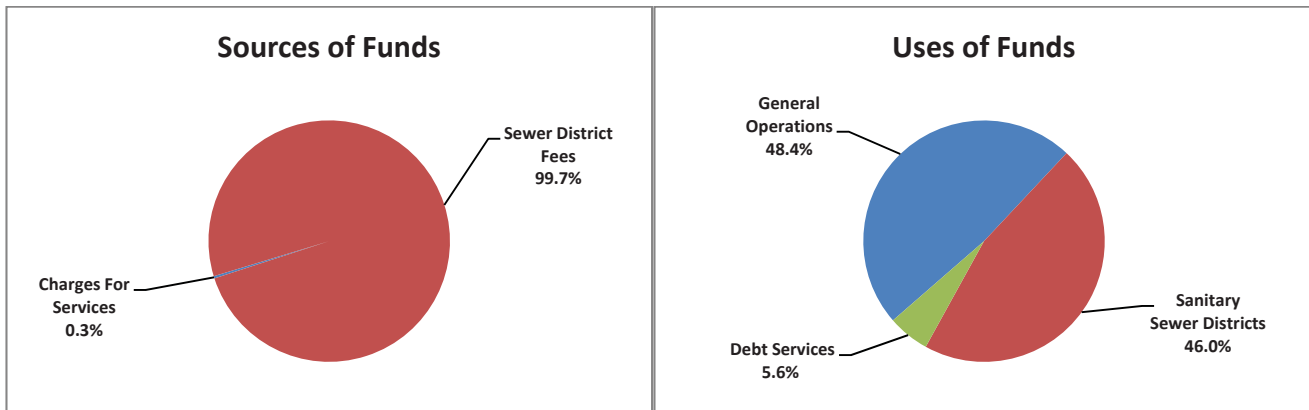 Sources of Funds
Sewer District
Fees
99.7%
Charges For
Services
0.3%
Uses of Funds
General
Operations
48.4%
Sanitary
Sewer Districts
46.0%
Debt Services
5.6%